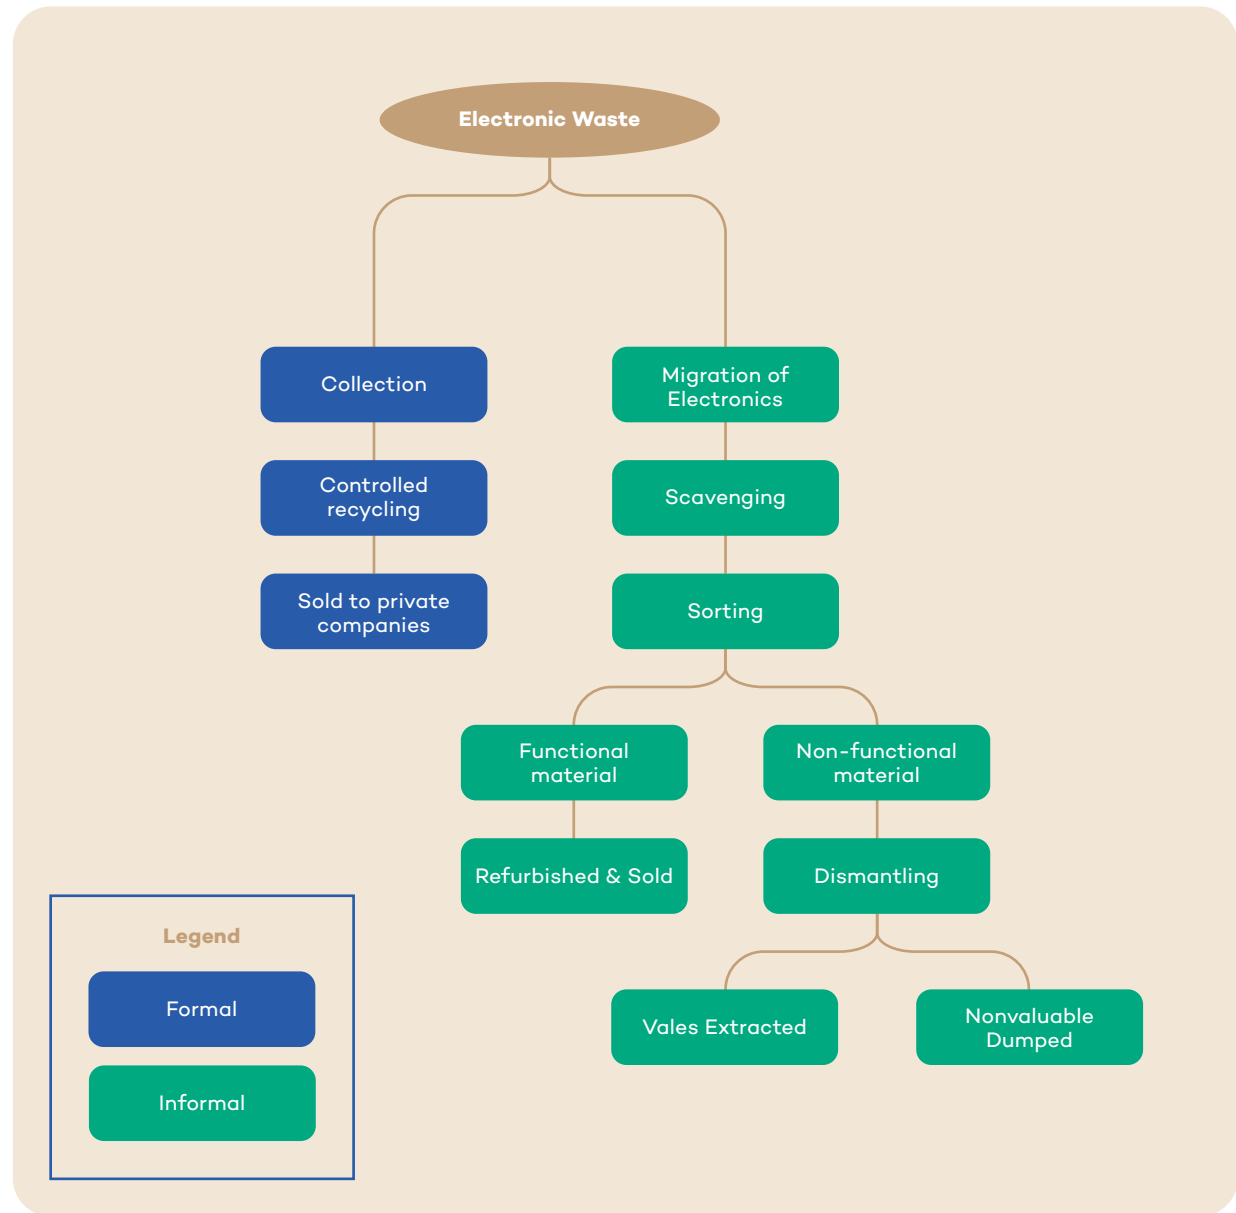 Electronic Waste
Collection
Migration of
Electronics
Controlled
recycling
Scavenging
Sold to private
companies
Sorting
Functional
material
Non-functional
material
Refurbished & Sold
Dismantling
Vales Extracted
Nonvaluable
Dumped
Legend
Formal
Informal